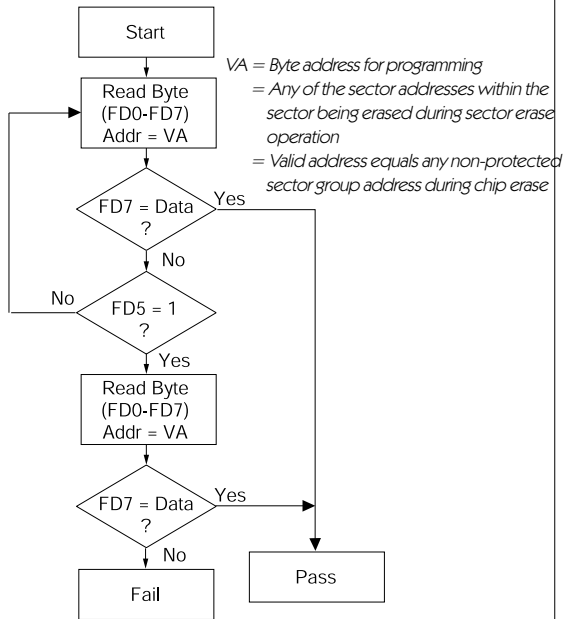 Start
VA = Byte address for programming
= Any of the sector addresses within the
sector being erased during sector erase
operation
= Valid address equals any non-protected
sector group address during chip erase
Read Byte
(FD0-FD7)
Addr = VA
FD7 = Data
?
Yes
No
No
FD5 = 1
?
Yes
Read Byte
(FD0-FD7)
Addr = VA
FD7 = Data
?
Yes
No
Fail
Pass